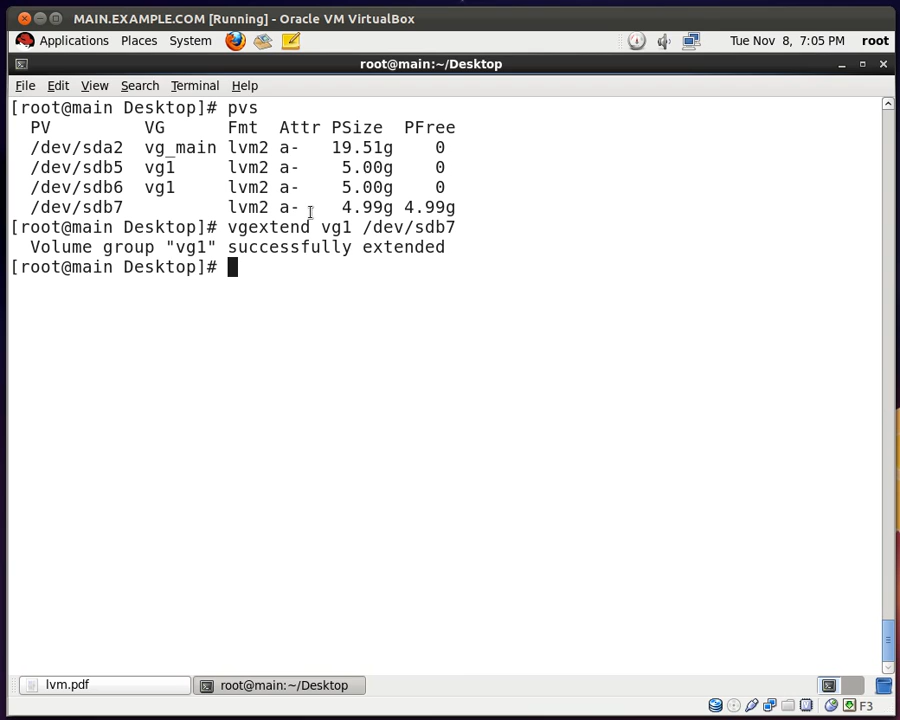 MAIN.EXAMPLE.COM [Running] - Oracle VM VirtualBox
Applications Places System Tue Nov 8, 7:05 PM root
root@main:~/Desktop
File Edit View Search Terminal Help
[root@main Desktop]# pvs
PV VG Fmt Attr PSize PFree
/dev/sda2 vg_main lvm2 a- 19.51g 0
/dev/sdb5 vg1 lvm2 a- 5.00g 0
/dev/sdb6 vg1 lvm2 a- 5.00g 0
/dev/sdb7 lvm2 a- 4.99g 4.99g
[root@main Desktop]# vgextend vg1 /dev/sdb7
Volume group "vg1" successfully extended
[root@main Desktop]#
lvm.pdf root@main:~/Desktop
F3